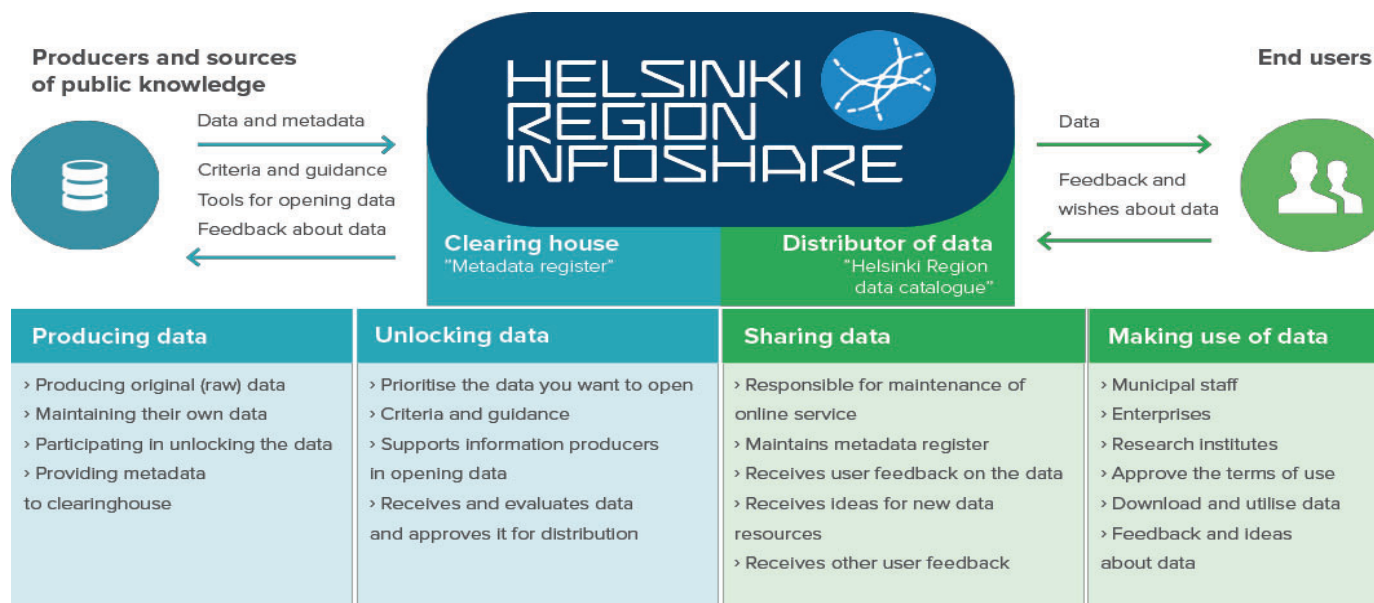 Producers and sources
of public knowledge
Data and metadata
Criteria and guidance
Tools for opening data
Feedback about data
HELSINKI
REGION
INFOSHARE
Clearing house
"Metadata register"
Distributor of data
"Helsinki Region
data catalogue"
End users
Data
Feedback and
wishes about data
Producing data
› Producing original (raw) data
› Maintaining their own data
› Participating in unlocking the data
› Providing metadata
to clearinghouse
Unlocking data
› Prioritise the data you want to open
› Criteria and guidance
› Supports information producers
in opening data
› Receives and evaluates data
and approves it for distribution
Sharing data
› Responsible for maintenance of
online service
› Maintains metadata register
› Receives user feedback on the data
› Receives ideas for new data
resources
› Receives other user feedback
Making use of data
› Municipal staff
› Enterprises
› Research institutes
› Approve the terms of use
› Download and utilise data
› Feedback and ideas
about data